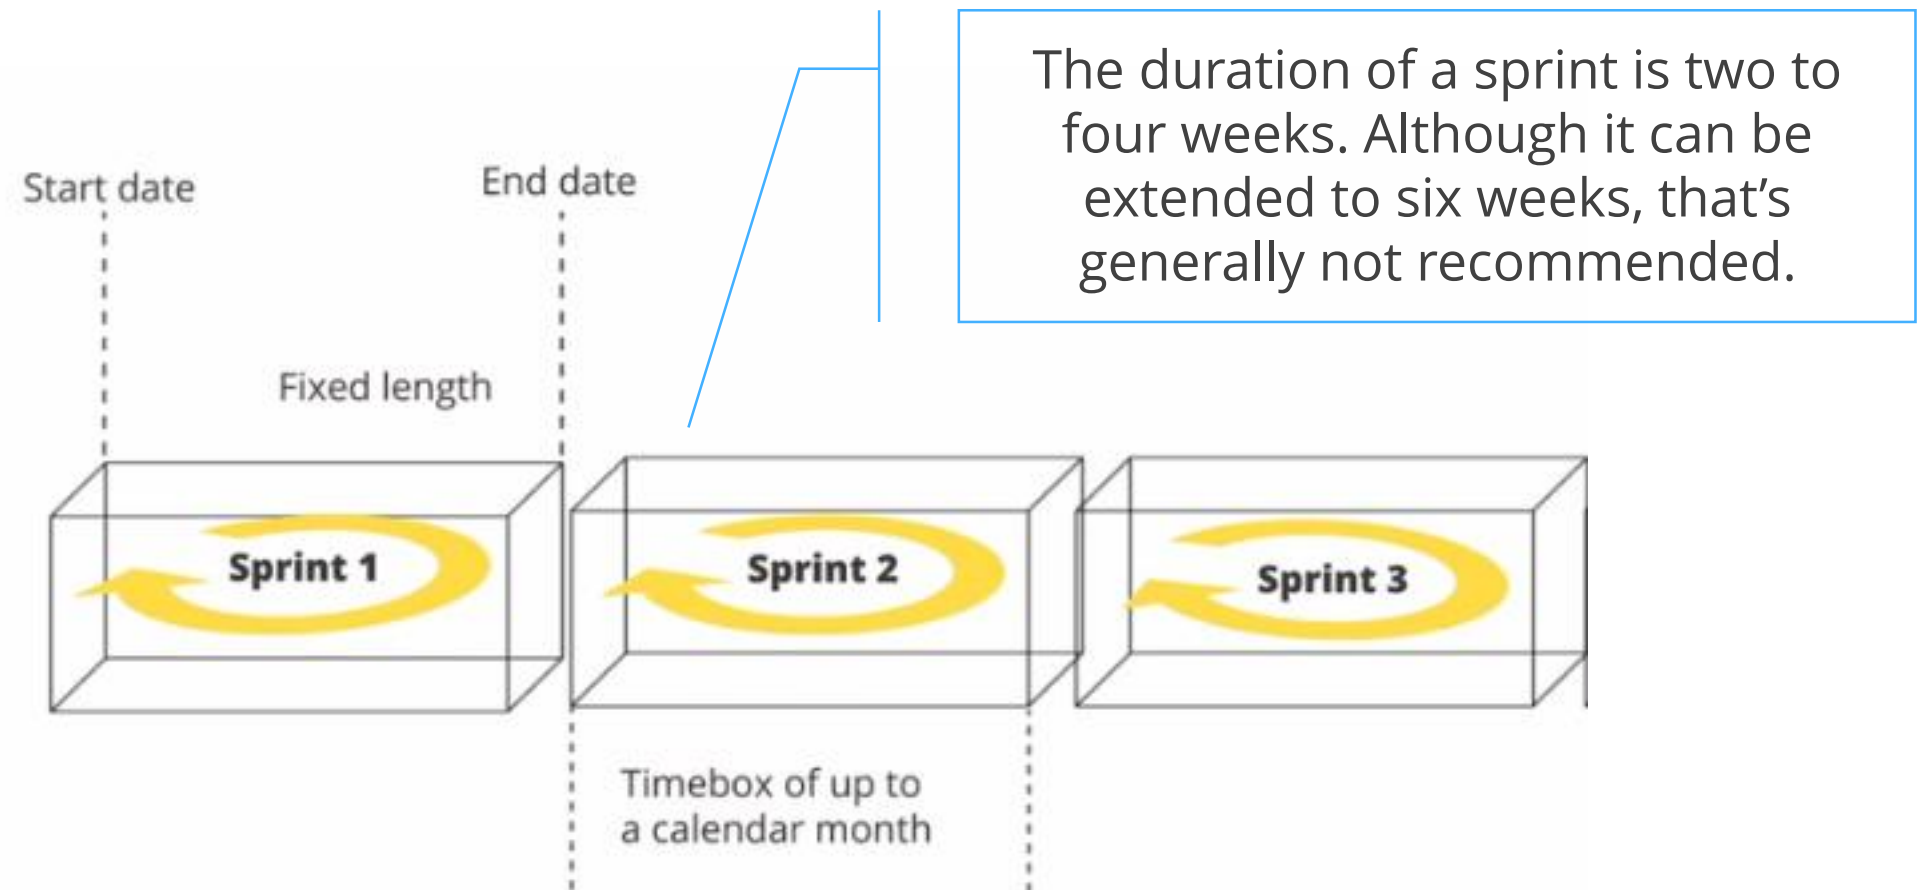 The duration of a sprint is two to
four weeks. Although it can be
extended to six weeks, that's
generally not recommended.
Start date
End date
Fixed length
Sprint 1
Sprint 2
Sprint 3
Timebox of up to
a calendar month